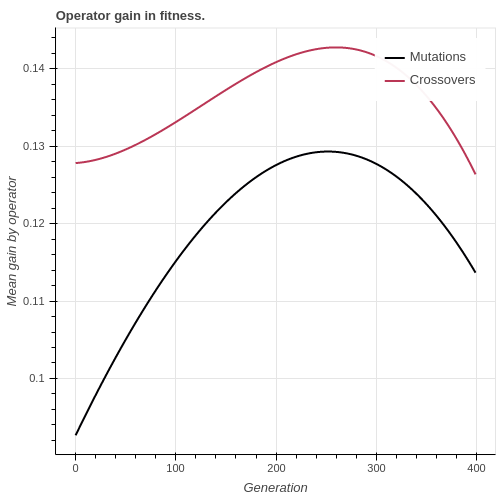 Operator gain in fitness.
Mutations
Crossovers
0.14
0.13
0.12
0.11
0.1
Mean gain by operator
0 100 200 300 400
Generation